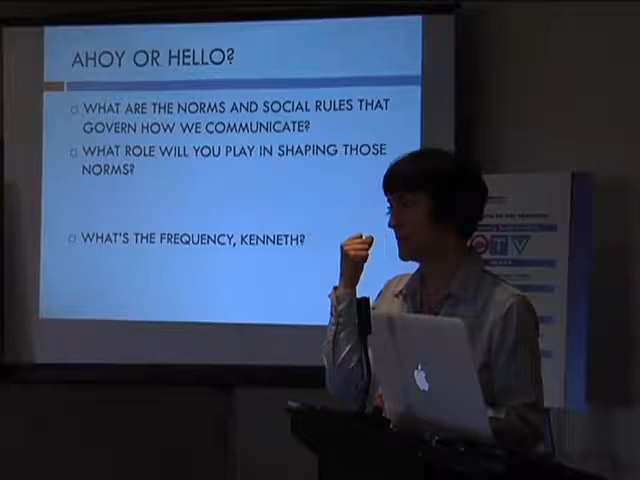 AHOY OR HELLO?
WHAT ARE THE NORMS AND SOCIAL RULES THAT
GOVERN HOW WE COMMUNICATE?
WHAT ROLE WILL YOU PLAY IN SHAPING THOSE
NORMS?
WHAT'S THE FREQUENCY, KENNETH?
CTV